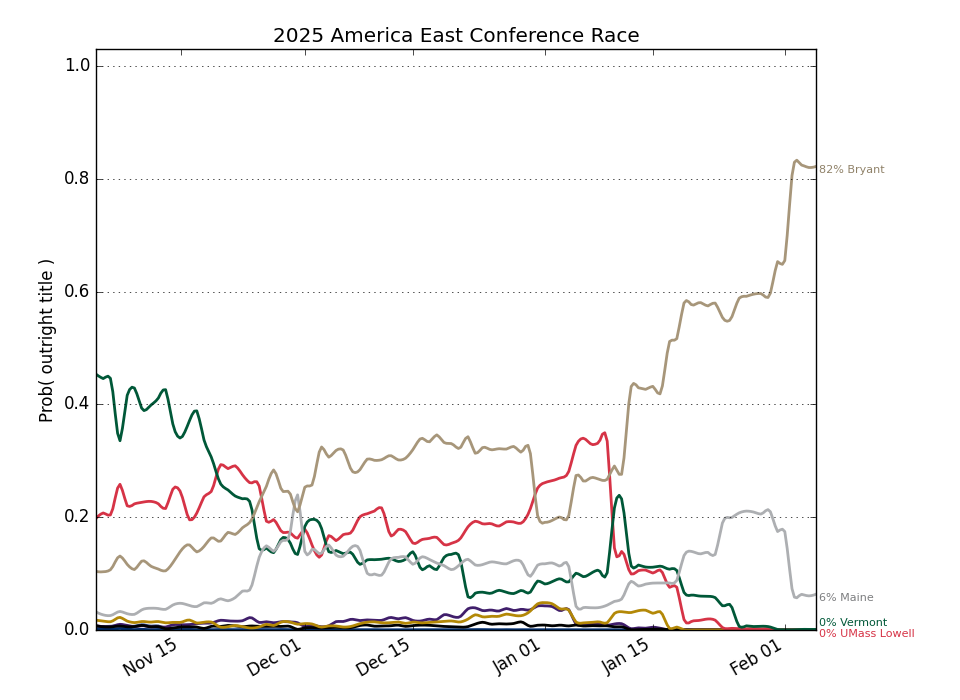 2025 America East Conference Race
1.0
0.8
0.6
0.4
0.2
0.0
Prob( outright title )
82% Bryant
6% Maine
0% Vermont
0% UMass Lowell
Nov 15
Dec 01
Dec 15
Jan 01
Jan 15
Feb 01